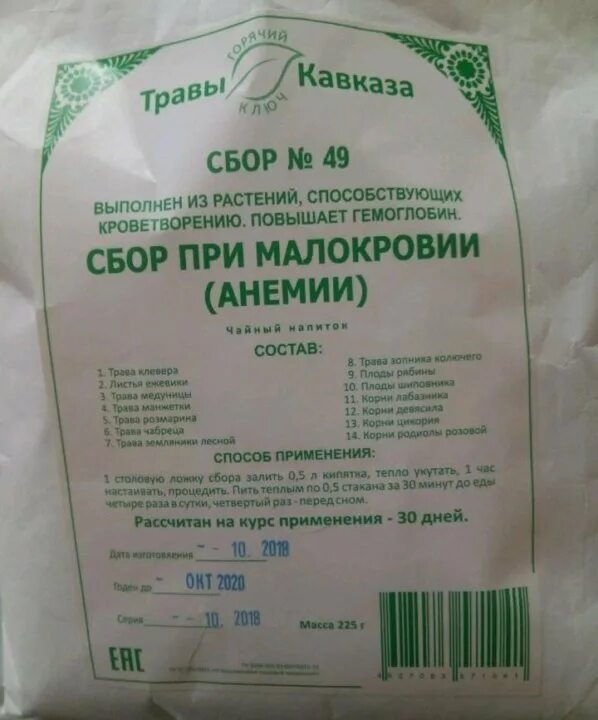 ГОРЯЧИЙ
Травы Кавказа
КЛЮЧ
СБОР № 49
ВЫПОЛНЕН ИЗ РАСТЕНИЙ, СПОСОБСТВУЮЩИХ
КРОВЕТВОРЕНИЮ. ПОВЫШАЕТ ГЕМОГЛОБИН.
СБОР ПРИ МАЛОКРОВИИ
(АНЕМИИ)
Чайный напиток
СОСТАВ:
1. Трава клевера
2. Листья ежевики
3. Трава медуницы
4. Трава манжетки
5. Трава розмарина
6. Трава чабреца
7. Трава земляники лесной
8. Трава зопника колючего
9. Плоды рябины
10. Плоды шиповника
11. Корни лабазника
12. Корни девясила
13. Корни цикория
14. Корни родиолы розовой
СПОСОБ ПРИМЕНЕНИЯ:
1 столовую ложку сбора залить 0,5 л кипятка, тепло укутать, 1 час
настаивать, процедить. Пить теплым по 0,5 стакана за 30 минут до еды
четыре раза в сутки, четвертый раз - перед сном.
Рассчитан на курс применения - 30 дней.
Дата изготовления - - 10. 2018
Годен до - ОКТ 2020
Серия - - 10. 2018
Масса 225 г
ЕАС